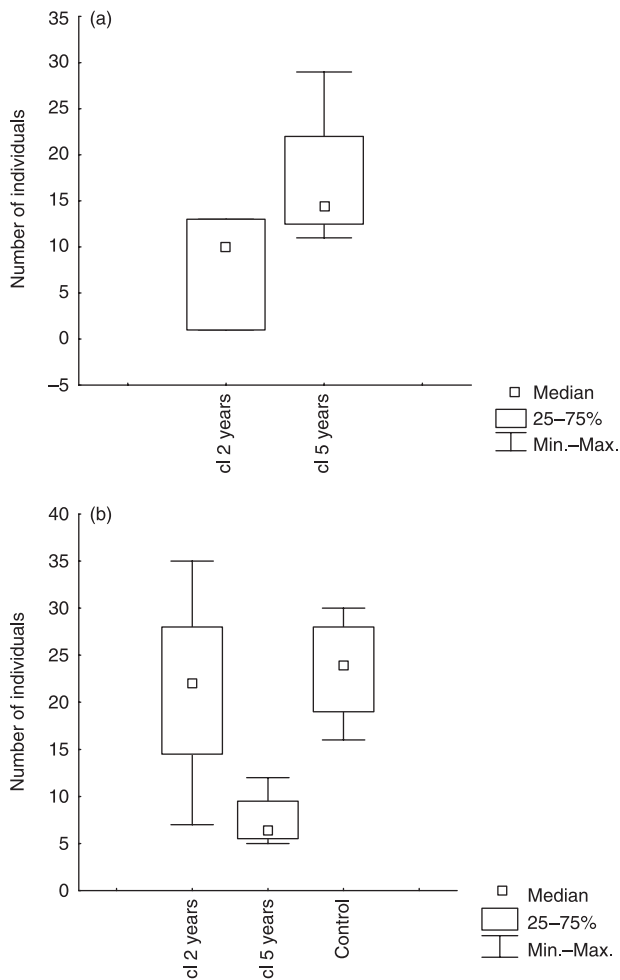 (a)
Number of individuals
35
30
25
20
15
10
5
0
–5
cl 2 years
cl 5 years
Median
25–75%
Min.–Max.
(b)
Number of individuals
40
35
30
25
20
15
10
5
0
cl 2 years
cl 5 years
Control
Median
25–75%
Min.–Max.